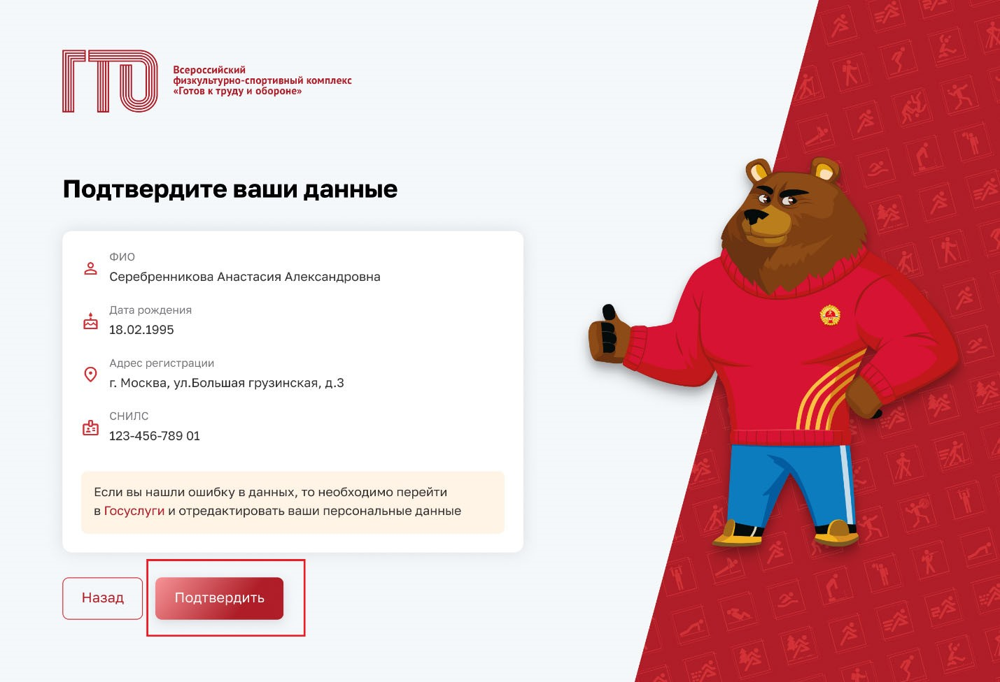 ГТО
Всероссийский
физкультурно-спортивный комплекс
«Готов к труду и обороне»
Подтвердите ваши данные
ФИО
Серебренникова Анастасия Александровна
Дата рождения
18.02.1995
Адрес регистрации
г. Москва, ул.Большая грузинская, д.3
СНИЛС
123-456-789 01
Если вы нашли ошибку в данных, то необходимо перейти
в Госуслуги и отредактировать ваши персональные данные
Назад
Подтвердить